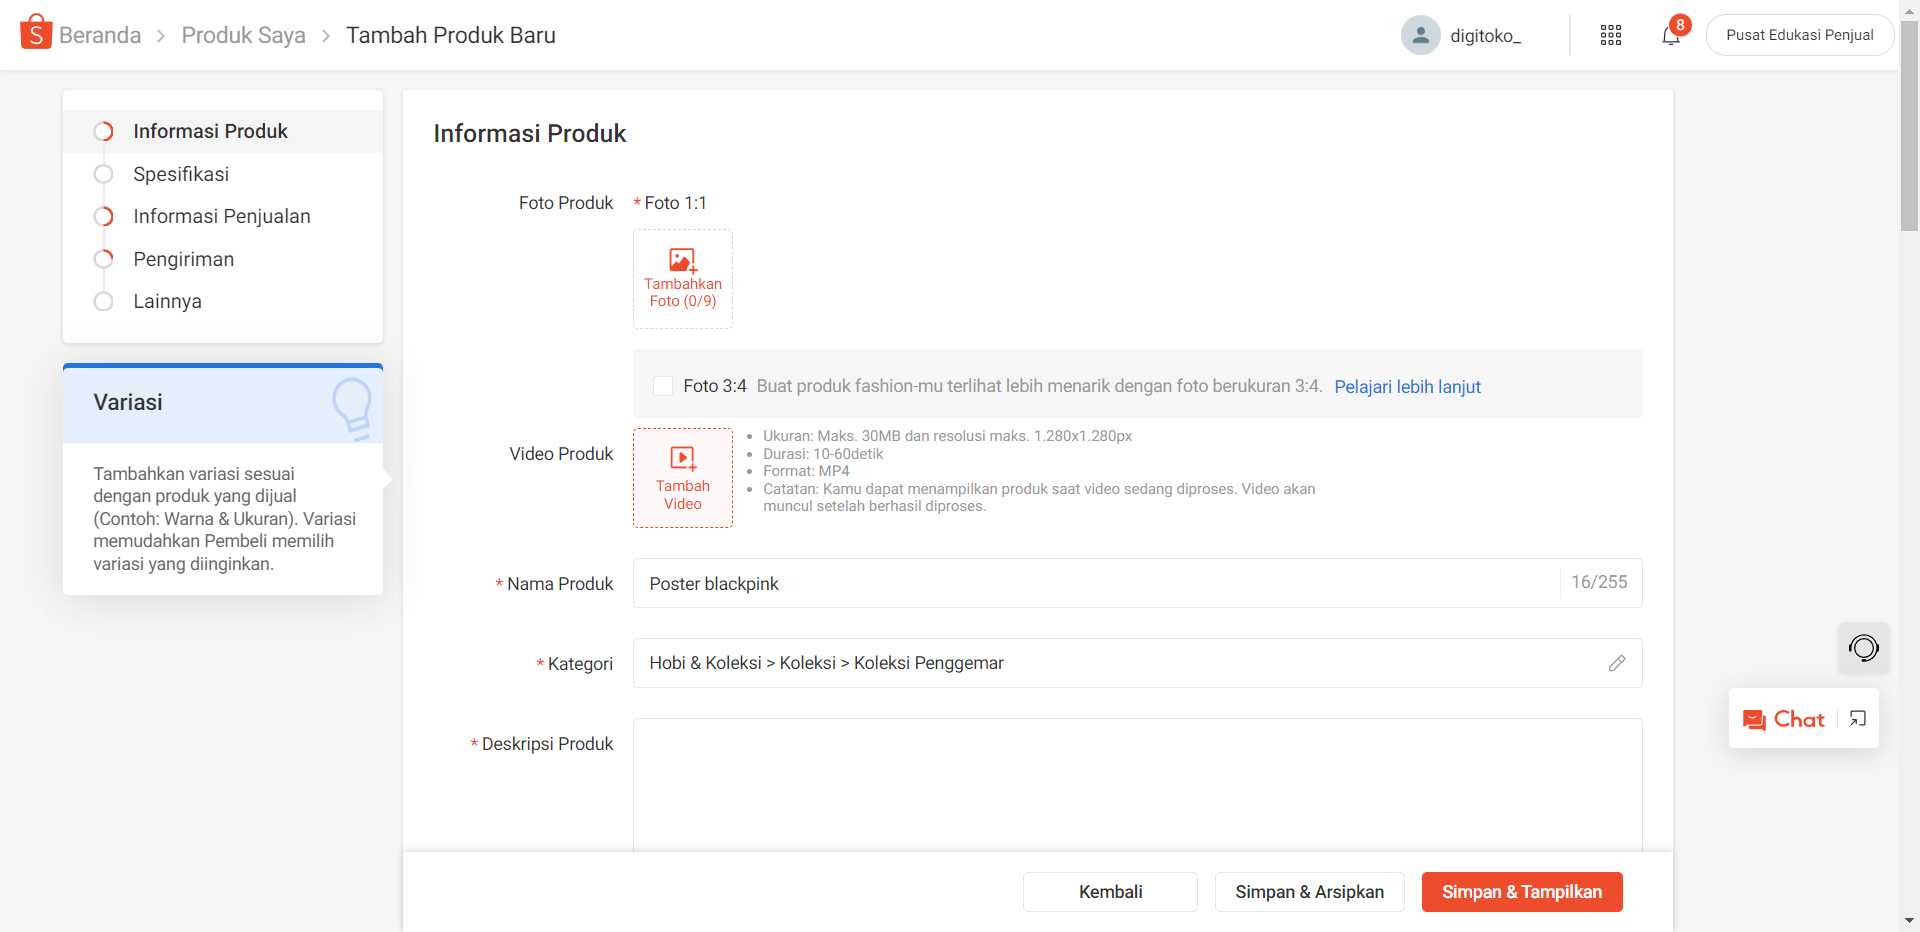 Beranda > Produk Saya > Tambah Produk Baru
digitoko_
8
Pusat Edukasi Penjual
Informasi Produk
Spesifikasi
Informasi Penjualan
Pengiriman
Lainnya
Variasi
Tambahkan variasi sesuai
dengan produk yang dijual
(Contoh: Warna & Ukuran). Variasi
memudahkan Pembeli memilih
variasi yang diinginkan.
Informasi Produk
Foto Produk * Foto 1:1
Tambahkan
Foto (0/9)
Foto 3:4 Buat produk fashion-mu terlihat lebih menarik dengan foto berukuran 3:4. Pelajari lebih lanjut
Video Produk
Tambah
Video
• Ukuran: Maks. 30MB dan resolusi maks. 1.280x1.280px
• Durasi: 10-60detik
• Format: MP4
• Catatan: Kamu dapat menampilkan produk saat video sedang diproses. Video akan
muncul setelah berhasil diproses.
* Nama Produk Poster blackpink 16/255
* Kategori Hobi & Koleksi > Koleksi > Koleksi Penggemar
* Deskripsi Produk
Chat
Kembali Simpan & Arsipkan Simpan & Tampilkan